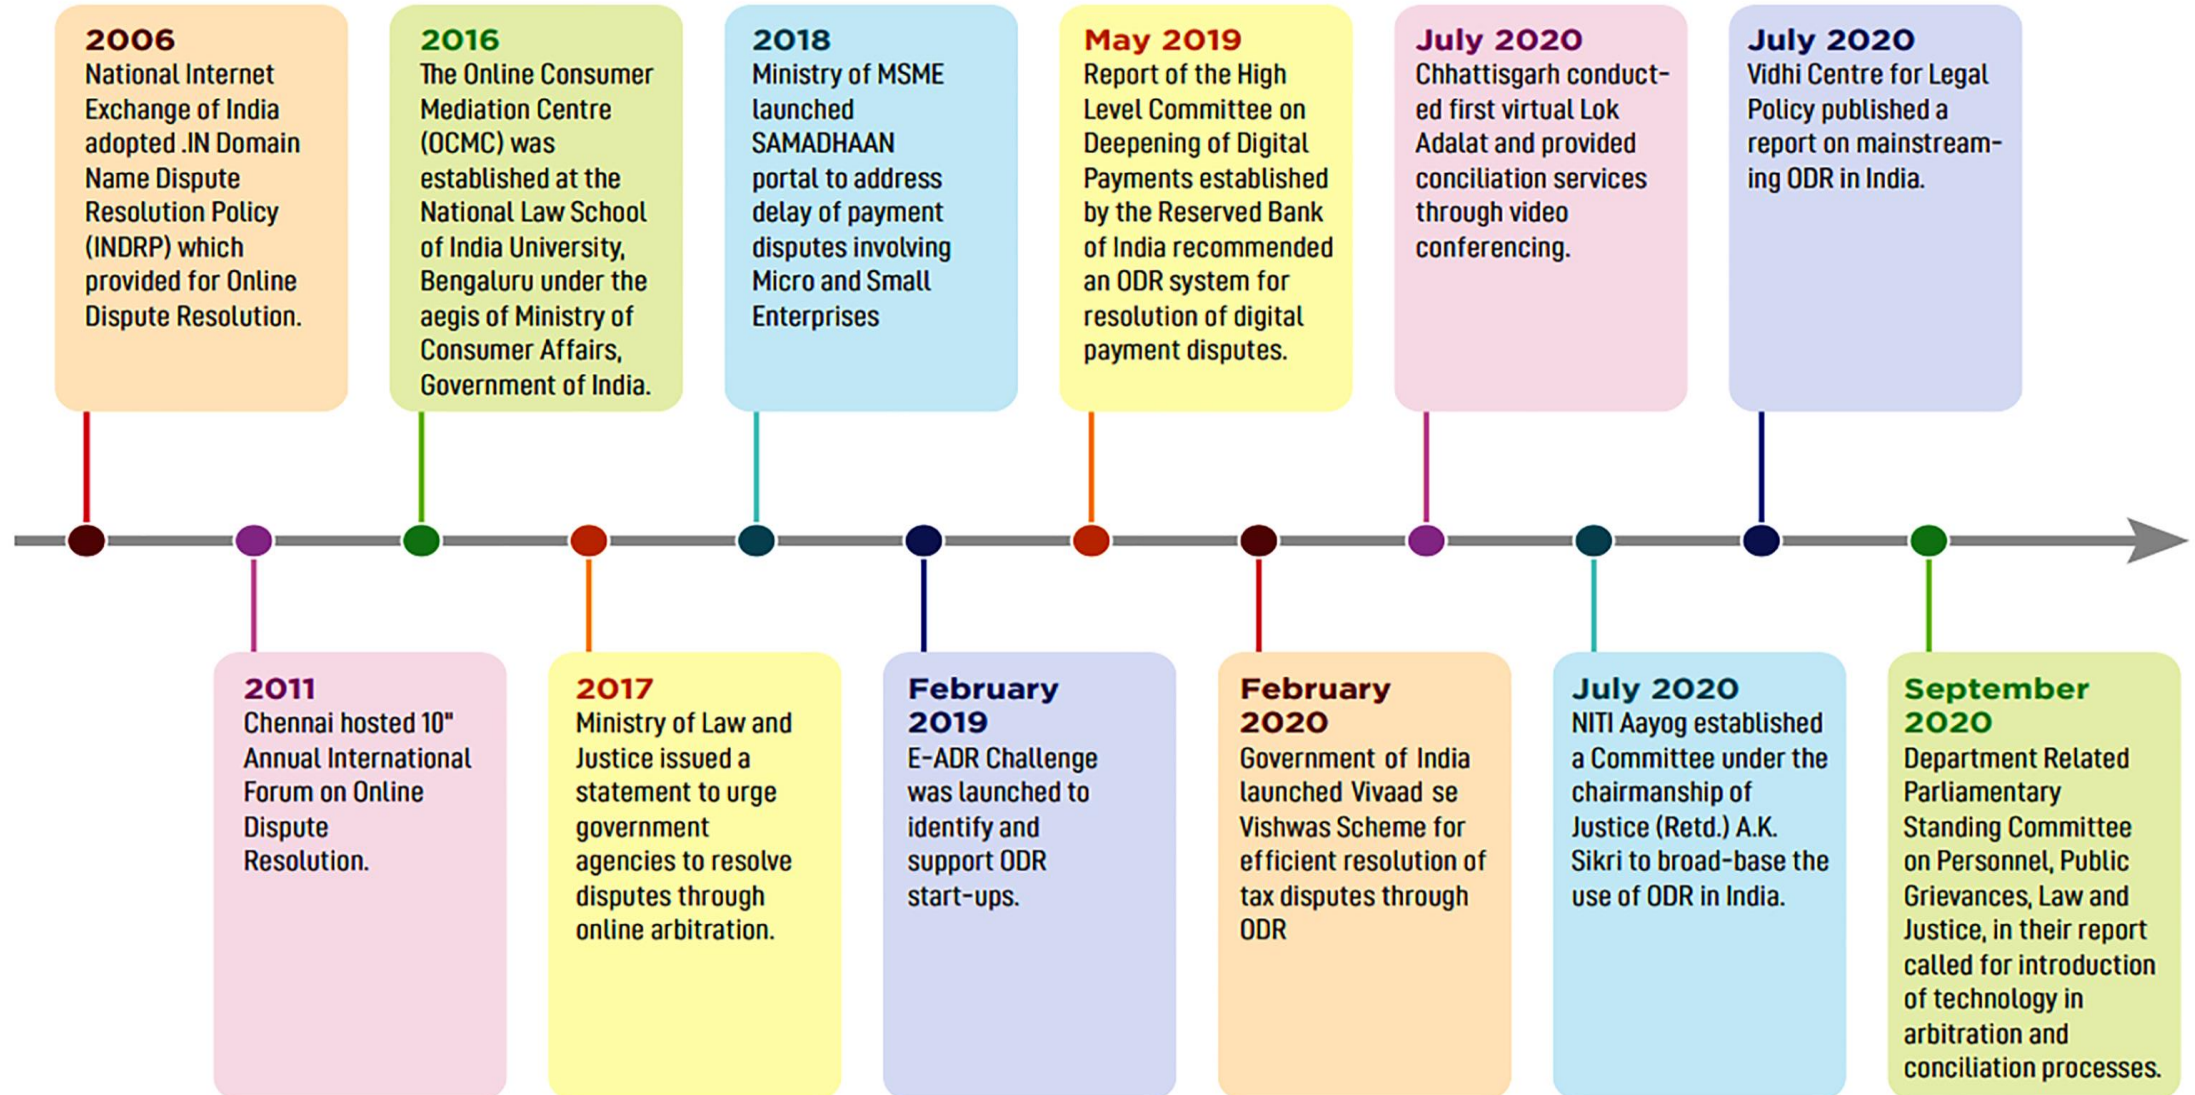 2006
National Internet
Exchange of India
adopted .IN Domain
Name Dispute
Resolution Policy
(INDRP) which
provided for Online
Dispute Resolution.
2011
Chennai hosted 10"
Annual International
Forum on Online
Dispute
Resolution.
2016
The Online Consumer
Mediation Centre
(OCMC) was
established at the
National Law School
of India University,
Bengaluru under the
aegis of Ministry of
Consumer Affairs,
Government of India.
2017
Ministry of Law and
Justice issued a
statement to urge
government
agencies to resolve
disputes through
online arbitration.
2018
Ministry of MSME
launched
SAMADHAAN
portal to address
delay of payment
disputes involving
Micro and Small
Enterprises
February
2019
E-ADR Challenge
was launched to
identify and
support ODR
start-ups.
May 2019
Report of the High
Level Committee on
Deepening of Digital
Payments established
by the Reserved Bank
of India recommended
an ODR system for
resolution of digital
payment disputes.
February
2020
Government of India
launched Vivaad se
Vishwas Scheme for
efficient resolution of
tax disputes through
ODR
July 2020
Chhattisgarh conduct-
ed first virtual Lok
Adalat and provided
conciliation services
through video
conferencing.
July 2020
NITI Aayog established
a Committee under the
chairmanship of
Justice (Retd.) A.K.
Sikri to broad-base the
use of ODR in India.
July 2020
Vidhi Centre for Legal
Policy published a
report on mainstream-
ing ODR in India.
September
2020
Department Related
Parliamentary
Standing Committee
on Personnel, Public
Grievances, Law and
Justice, in their report
called for introduction
of technology in
arbitration and
conciliation processes.